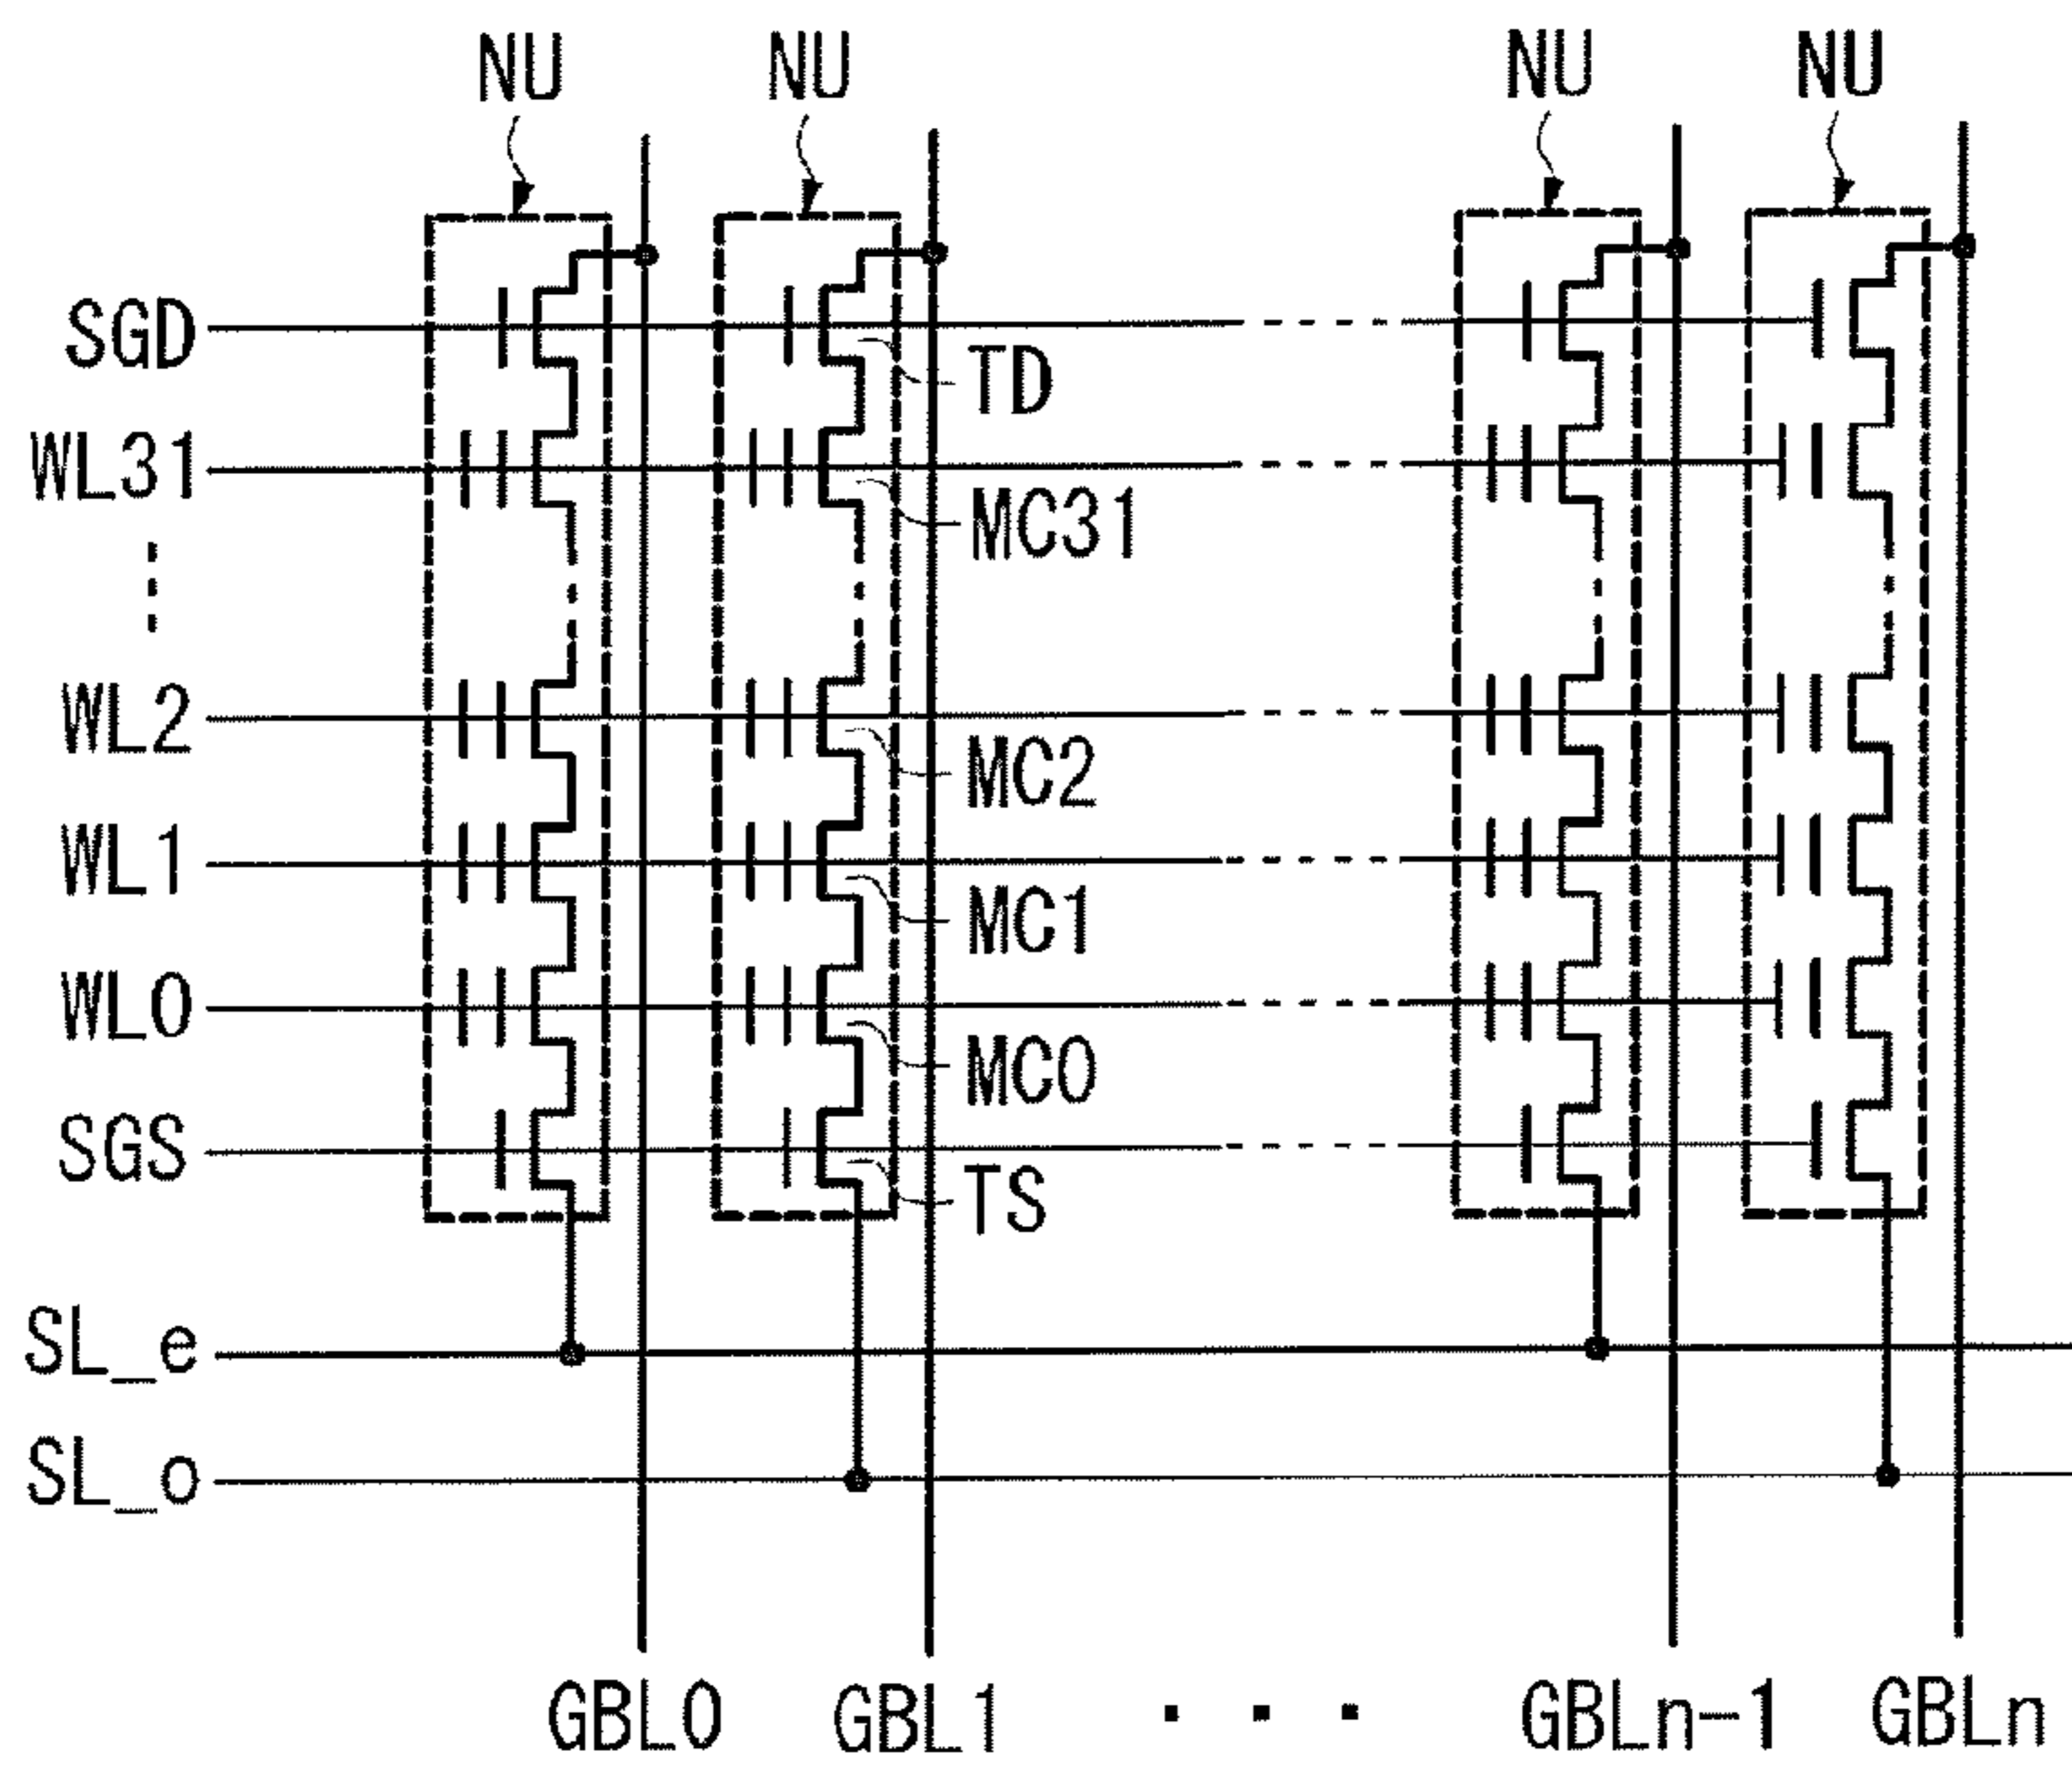 NU NU NU NU
SGD
TD
WL31
MC31
WL2
MC2
WL1
MC1
WL0
MC0
SGS
TS
SL_e
SL_o
GBL0 GBL1 ... GBLn-1 GBLn